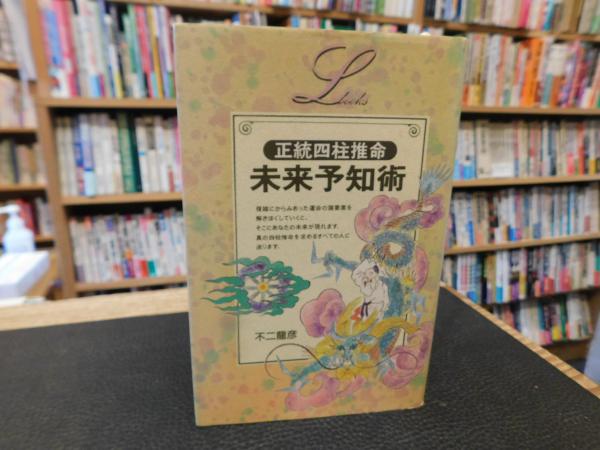 L books
正統四柱推命
未来予知術
複雑にからみあった運命の諸要素を
解きほぐしていくと、
そこにあなたの未来が現れます。
真の四柱推命を求めるすべての人に
送ります。
不二龍彦